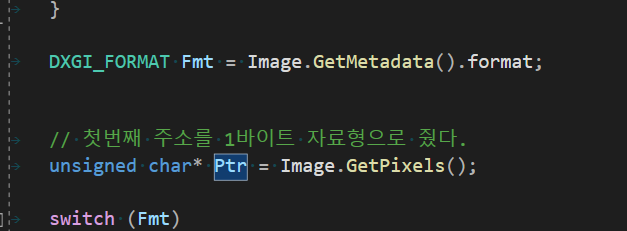 }
DXGI_FORMAT Fmt = Image.GetMetadata().format;
// 첫번째 주소를 1바이트 자료형으로 줬다.
unsigned char* Ptr = Image.GetPixels();
switch (Fmt)